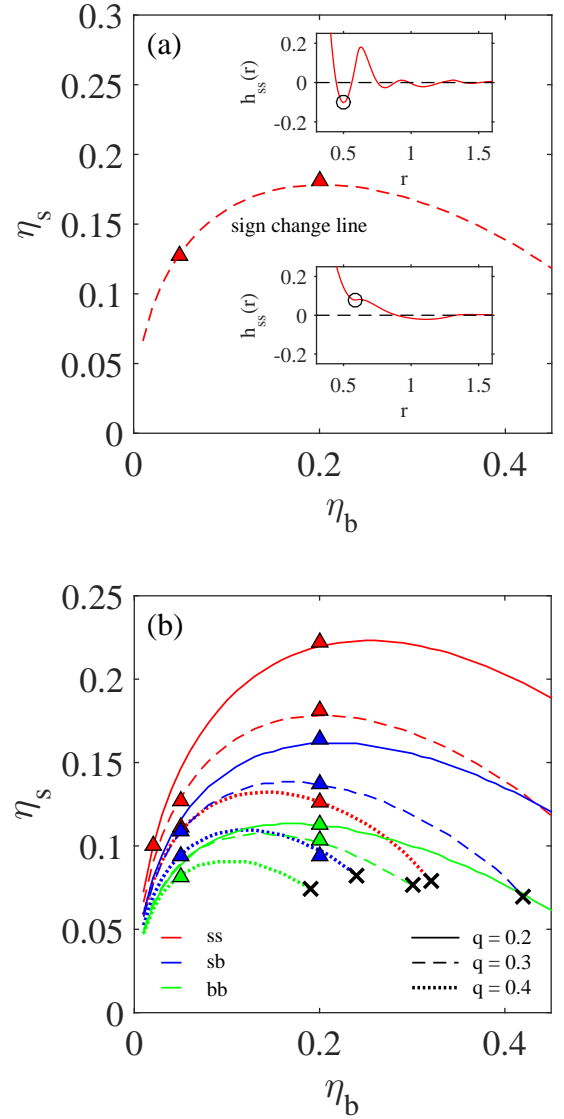 (a)
0.3
0.25
0.2
0.15
0.1
0.05
0
η_s
0 0.2 0.4
η_b
sign change line
0.2
0
-0.2
h_ss(r)
0.5 1 1.5
r
0.2
0
-0.2
h_ss(r)
0.5 1 1.5
r
(b)
0.25
0.2
0.15
0.1
0.05
0
η_s
ss q = 0.2
sb q = 0.3
bb q = 0.4
0 0.2 0.4
η_b